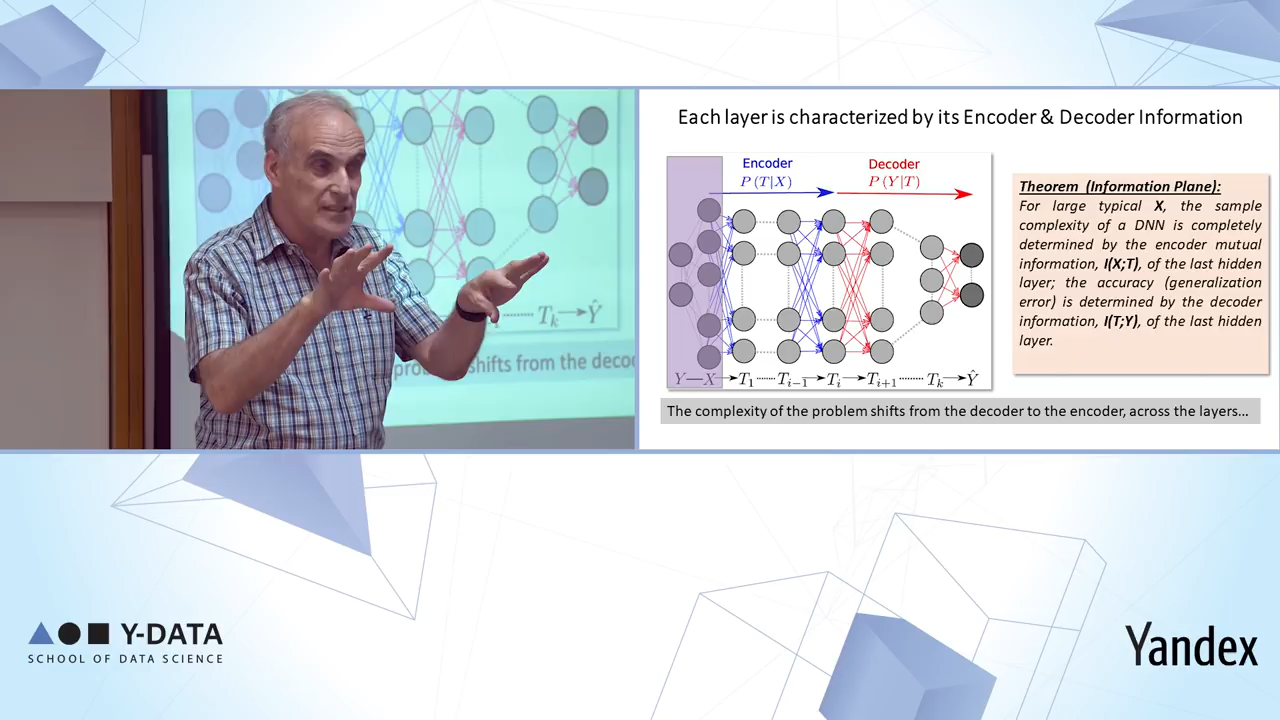 Each layer is characterized by its Encoder & Decoder Information
Encoder
P (T|X)
Decoder
P (Y|T)
Y — X → T₁ ······· Tᵢ₋₁ → Tᵢ → Tᵢ₊₁ ········ Tₖ → Ŷ
Theorem (Information Plane):
For large typical X, the sample
complexity of a DNN is completely
determined by the encoder mutual
information, I(X;T), of the last hidden
layer; the accuracy (generalization
error) is determined by the decoder
information, I(T;Y), of the last hidden
layer.
The complexity of the problem shifts from the decoder to the encoder, across the layers...
Tₖ → Ŷ
shifts from the deco
Y-DATA
SCHOOL OF DATA SCIENCE
Yandex